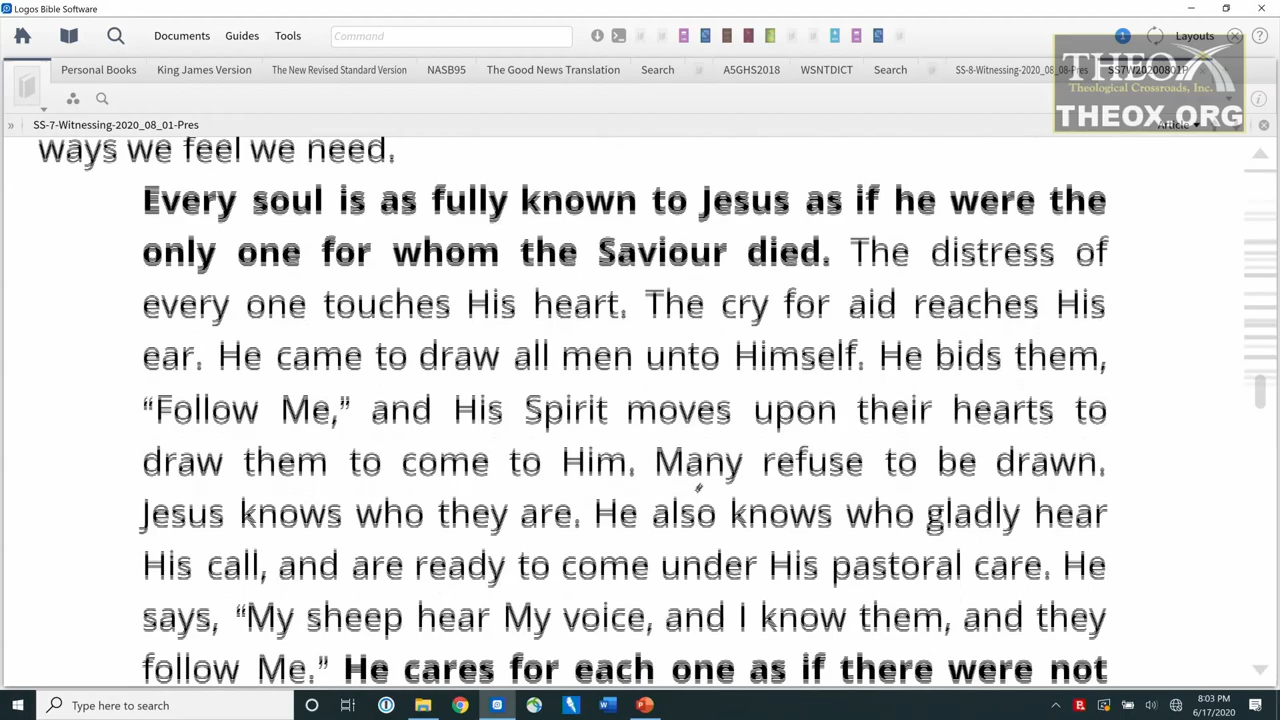 Logos Bible Software
Documents Guides Tools Command 1 Layouts
Personal Books King James Version The New Revised Stan The Good News Translation Search A5GHS2018 WSNTDICT Search SS-8-Witnessing-2020_08_08-Pres SS7W20200801P
THEOX
Theological Crossroads, Inc.
THEOX.ORG
SS-7-Witnessing-2020_08_01-Pres Article
ways we feel we need.
Every soul is as fully known to Jesus as if he were the
only one for whom the Saviour died. The distress of
every one touches His heart. The cry for aid reaches His
ear. He came to draw all men unto Himself. He bids them,
“Follow Me,” and His Spirit moves upon their hearts to
draw them to come to Him. Many refuse to be drawn.
Jesus knows who they are. He also knows who gladly hear
His call, and are ready to come under His pastoral care. He
says, “My sheep hear My voice, and I know them, and they
follow Me.” He cares for each one as if there were not
Type here to search
8:03 PM
6/17/2020